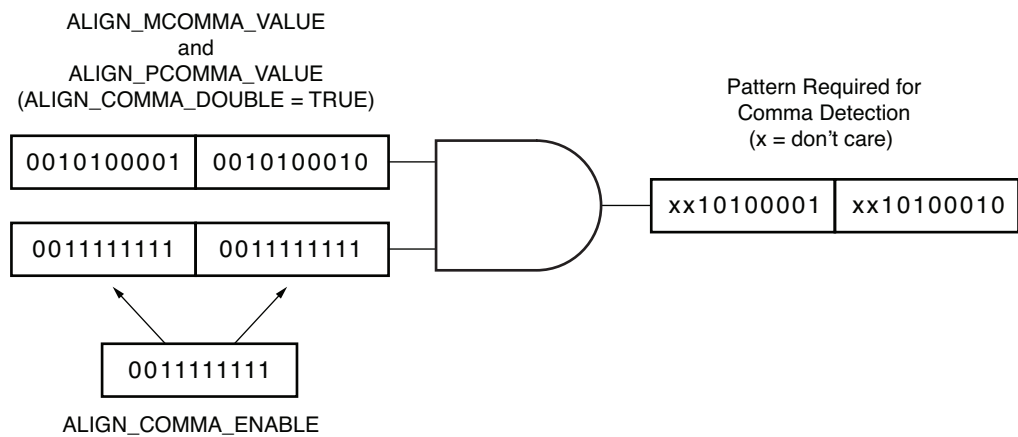 ALIGN_MCOMMA_VALUE
and
ALIGN_PCOMMA_VALUE
(ALIGN_COMMA_DOUBLE = TRUE)
Pattern Required for
Comma Detection
(x = don't care)
0010100001 0010100010
xx10100001 xx10100010
0011111111 0011111111
0011111111
ALIGN_COMMA_ENABLE